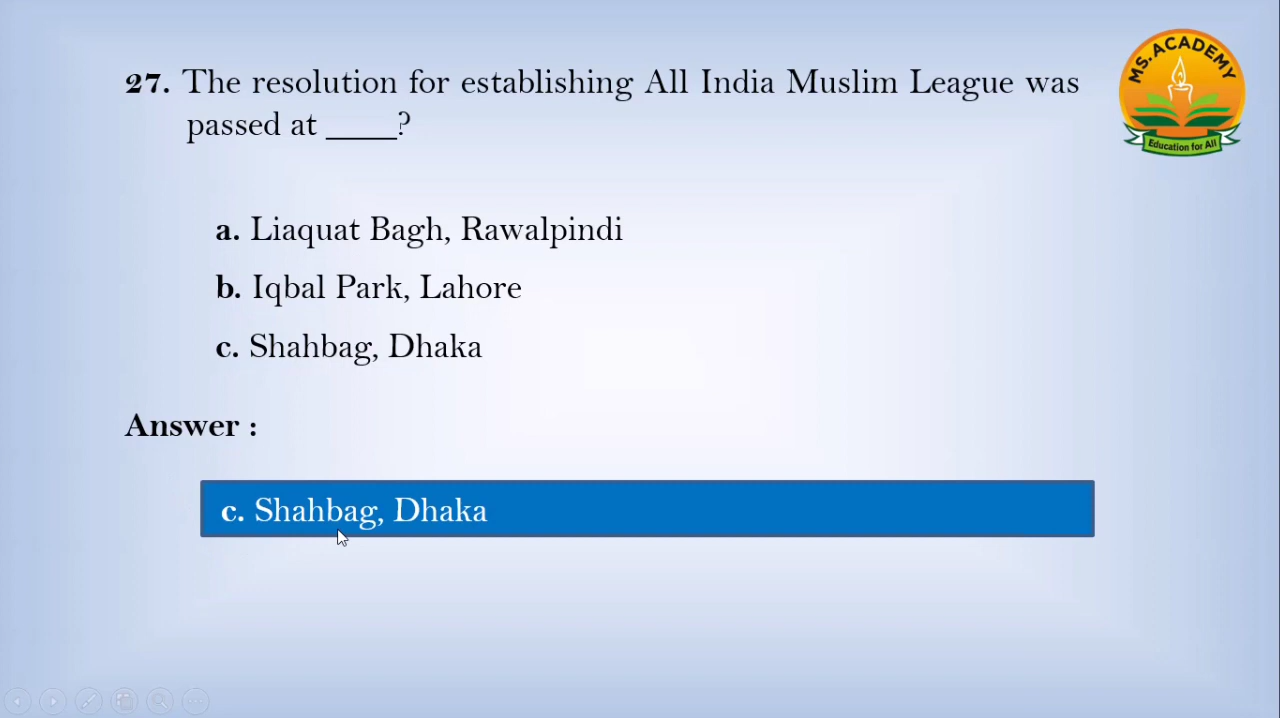 27. The resolution for establishing All India Muslim League was
passed at ____?
MS.ACADEMY
Education for All
a. Liaquat Bagh, Rawalpindi
b. Iqbal Park, Lahore
c. Shahbag, Dhaka
Answer :
c. Shahbag, Dhaka